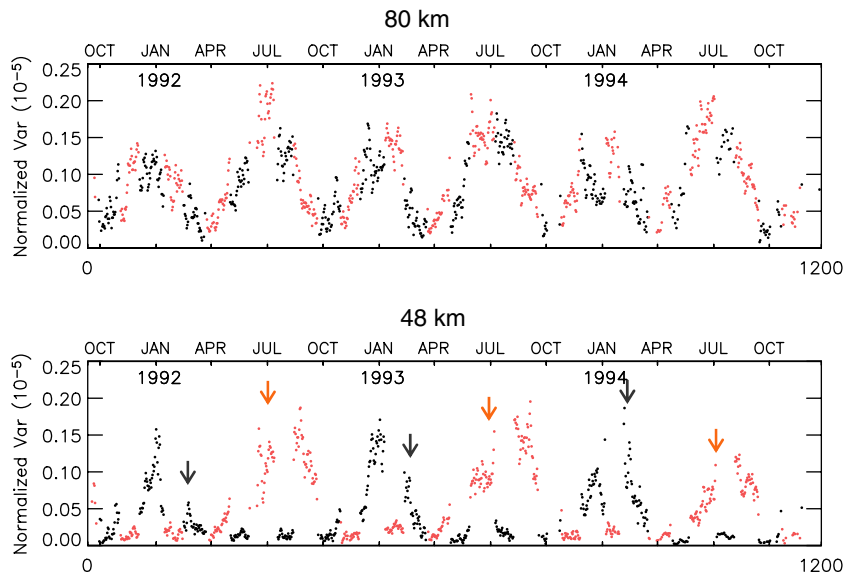 80 km
OCT JAN APR JUL OCT JAN APR JUL OCT JAN APR JUL OCT
1992 1993 1994
Normalized Var (10⁻⁵)
0.25
0.20
0.15
0.10
0.05
0.00
0 1200
48 km
OCT JAN APR JUL OCT JAN APR JUL OCT JAN APR JUL OCT
1992 1993 1994
Normalized Var (10⁻⁵)
0.25
0.20
0.15
0.10
0.05
0.00
0 1200